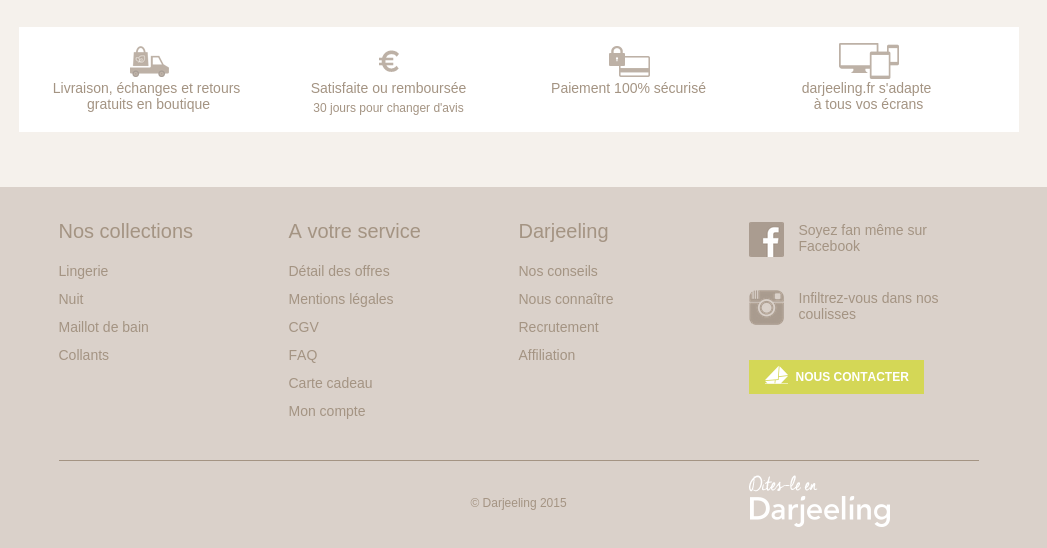 Livraison, échanges et retours
gratuits en boutique
Satisfaite ou remboursée
30 jours pour changer d'avis
Paiement 100% sécurisé
darjeeling.fr s'adapte
à tous vos écrans
Nos collections
Lingerie
Nuit
Maillot de bain
Collants
A votre service
Détail des offres
Mentions légales
CGV
FAQ
Carte cadeau
Mon compte
Darjeeling
Nos conseils
Nous connaître
Recrutement
Affiliation
Soyez fan même sur
Facebook
Infiltrez-vous dans nos
coulisses
NOUS CONTACTER
© Darjeeling 2015
Dites-le en
Darjeeling